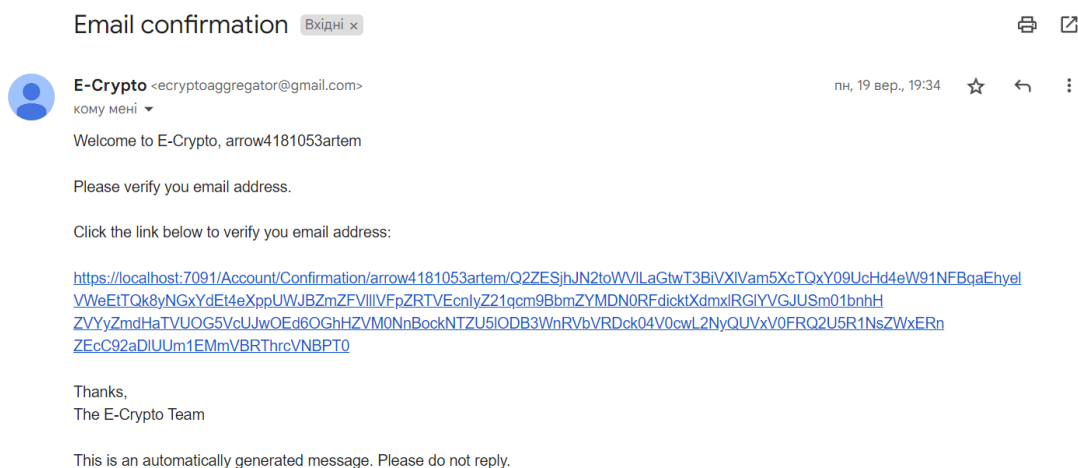 Email confirmation Вхідні ×
E-Crypto <ecryptoaggregator@gmail.com> пн, 19 вер., 19:34
кому мені
Welcome to E-Crypto, arrow4181053artem
Please verify you email address.
Click the link below to verify you email address:
https://localhost:7091/Account/Confirmation/arrow4181053artem/Q2ZESjhJN2toWVlLaGtwT3BiVXlVam5XcTQxY09UcHd4eW91NFBqaEhyel
VWeEtTQk8yNGxYdEt4eXppUWJBZmZFVlllVFpZRTVEcnlyZ21qcm9BbmZYMDN0RFdicktXdmxlRGlYVGJUSm01bnhH
ZVYyZmdHaTVUOG5VcUJwOEd6OGhHZVM0NnBockNTZU5lODB3WnRVbVRDck04V0cwL2NyQUVxV0FRQ2U5R1NsZWxERn
ZEcC92aDlUUm1EMmVBRThrcVNBPT0
Thanks,
The E-Crypto Team
This is an automatically generated message. Please do not reply.